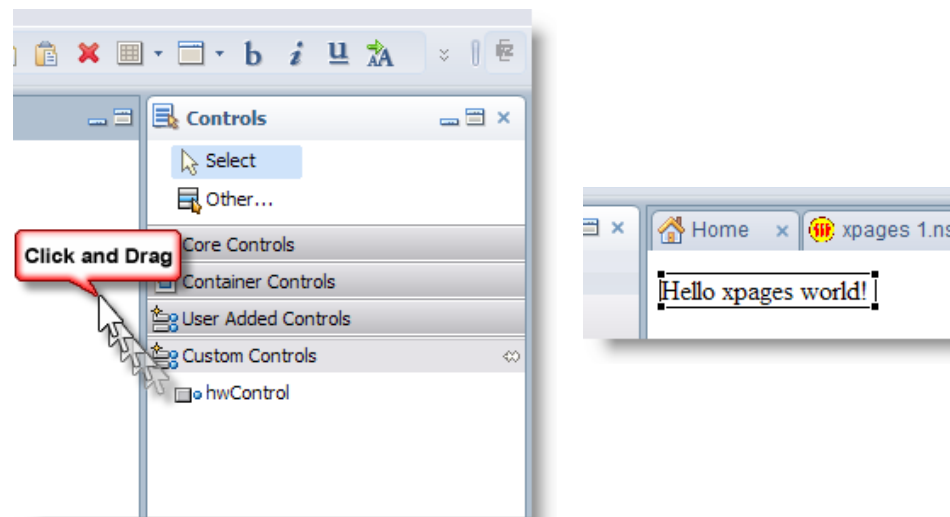 b i u AA
Controls
Select
Other...
Click and Drag
Core Controls
Container Controls
User Added Controls
Custom Controls
hwControl
Home
xpages 1.ns
Hello xpages world!